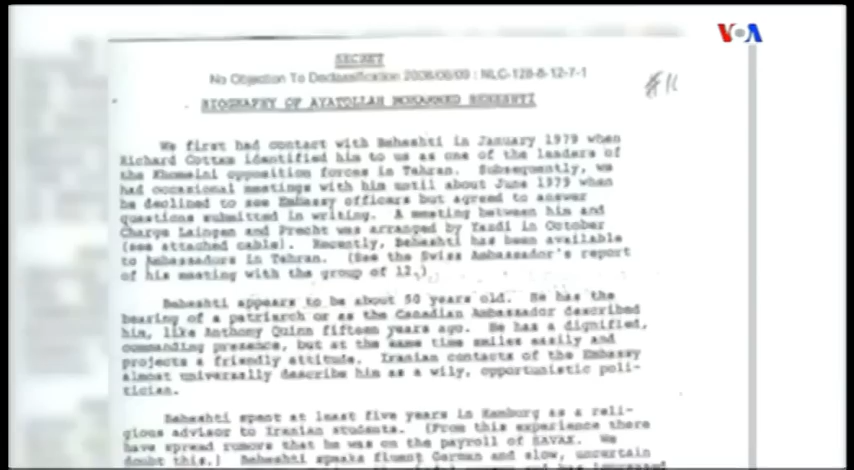 VOA
SECRET
No Objection To Declassification 2008/06/09 : NLC-128-8-12-7-1
BIOGRAPHY OF AYATOLLAH MOHAMMED BEHESHTI
We first had contact with Beheshti in January 1979 when
Richard Cottam identified him to us as one of the leaders of
the Khomeini opposition forces in Tehran. Subsequently, we
had occasional meetings with him until about June 1979 when
he declined to see Embassy officers but agreed to answer
questions submitted in writing. A meeting between him and
Charge Laingen and Precht was arranged by Yazdi in October
(see attached cable). Recently, Beheshti has been available
to Ambassadors in Tehran. (See the Swiss Ambassador's report
of his meeting with the group of 12.)
Beheshti appears to be about 50 years old. He has the
bearing of a patriarch or as the Canadian Ambassador described
him, like Anthony Quinn fifteen years ago. He has a dignified,
commanding presence, but at the same time smiles easily and
projects a friendly attitude. Iranian contacts of the Embassy
almost universally describe him as a wily, opportunistic poli-
tician.
Beheshti spent at least five years in Hamburg as a reli-
gious advisor to Iranian students. (From this experience there
have spread rumors that he was on the payroll of SAVAK. We
doubt this.) Beheshti speaks fluent German and slow, uncertain